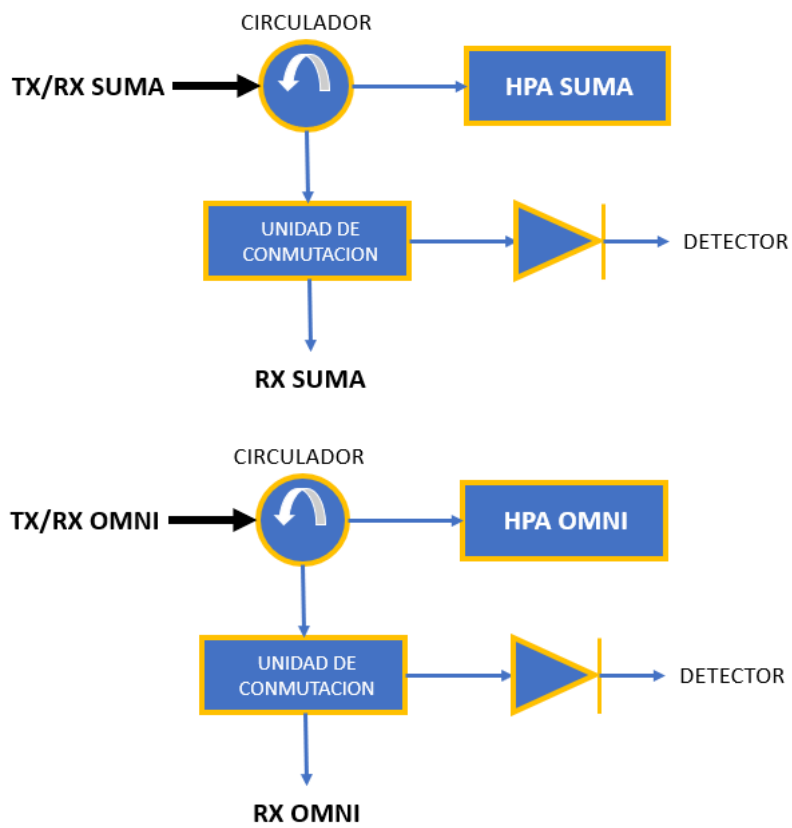 CIRCULADOR
TX/RX SUMA
HPA SUMA
UNIDAD DE
CONMUTACION
DETECTOR
RX SUMA
CIRCULADOR
TX/RX OMNI
HPA OMNI
UNIDAD DE
CONMUTACION
DETECTOR
RX OMNI